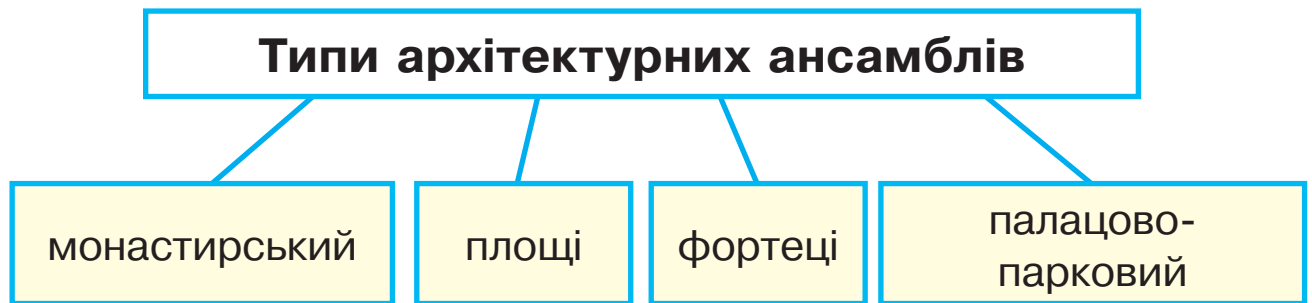 Типи архітектурних ансамблів
монастирський
площі
фортеці
палацово-
парковий